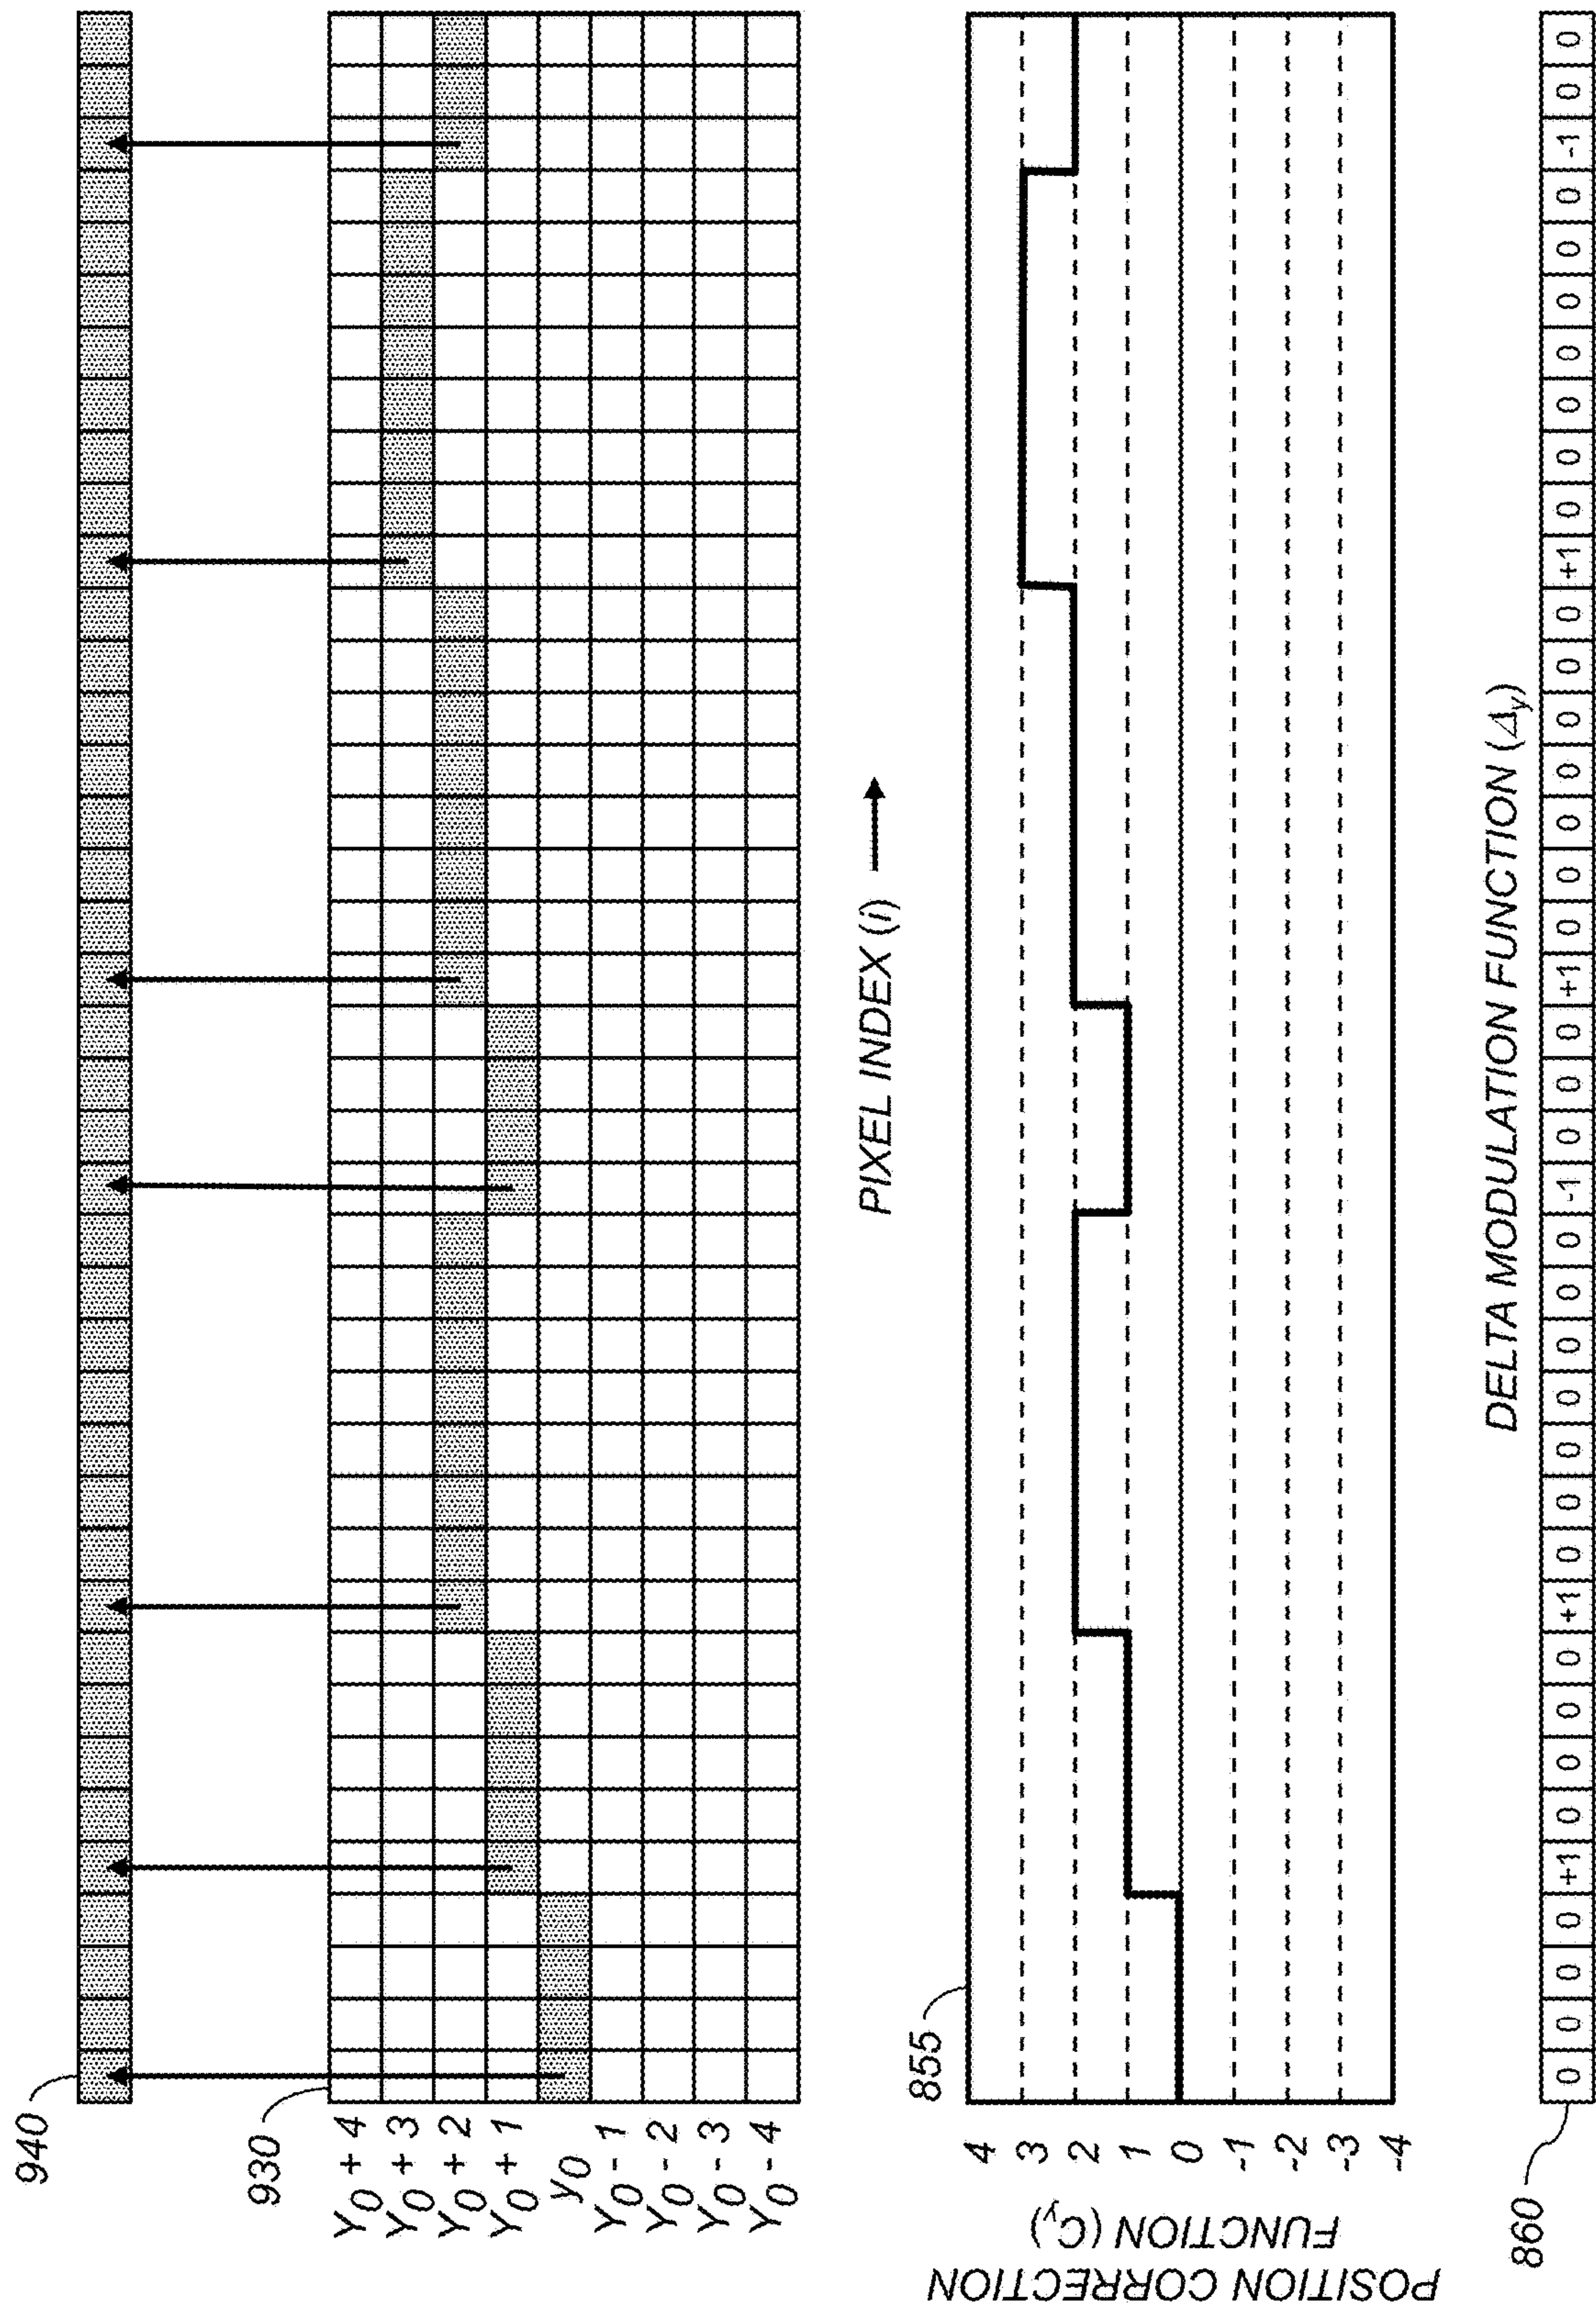 940
930
Y0 + 4
Y0 + 3
Y0 + 2
Y0 + 1
y0
Y0 - 1
Y0 - 2
Y0 - 3
Y0 - 4
PIXEL INDEX (i)
855
4
3
2
1
0
-1
-2
-3
-4
POSITION CORRECTION
FUNCTION (Cy)
DELTA MODULATION FUNCTION (Δy)
860
0 0 0 0 +1 0 0 0 0 +1 0 0 0 0 0 0 0 -1 0 0 0 +1 0 0 0 0 0 0 0 +1 0 0 0 0 0 0 0 -1 0 0